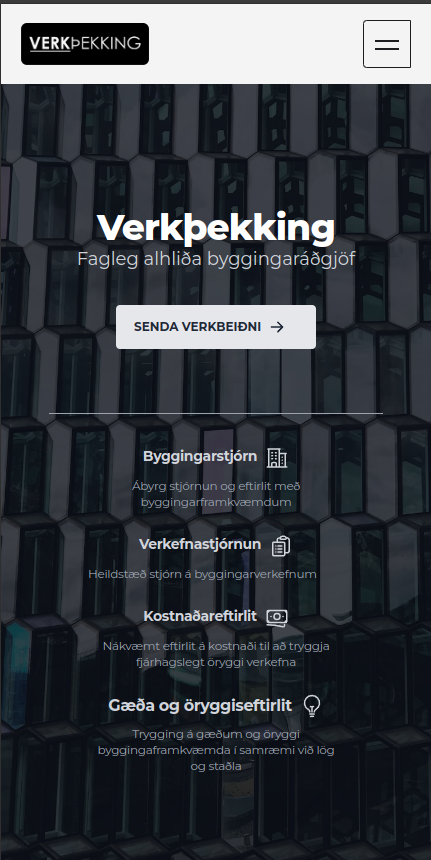 VERKÞEKKING
Verkþekking
Fagleg alhliða byggingaráðgjöf
SENDA VERKBEIÐNI
Byggingarstjórn
Ábyrg stjórnun og eftirlit með
byggingarframkvæmdum
Verkefnastjórnun
Heildstæð stjórn á byggingarverkefnum
Kostnaðareftirlit
Nákvæmt eftirlit á kostnaði til að tryggja
fjárhagslegt öryggi verkefna
Gæða og öryggiseftirlit
Trygging á gæðum og öryggi
byggingaframkvæmda í samræmi við lög
og staðla